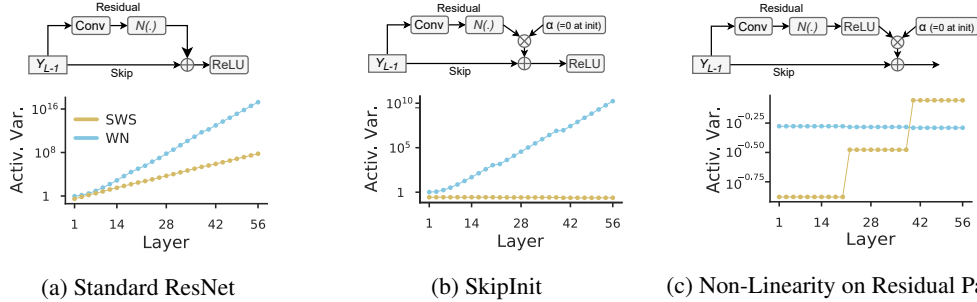 Residual
Conv
N(.)
Y_{L-1}
Skip
ReLU
Activ. Var.
10^16
10^8
1
SWS
WN
1 14 28 42 56
Layer
(a) Standard ResNet
Residual
Conv
N(.)
α (=0 at init)
Y_{L-1}
Skip
ReLU
Activ. Var.
10^10
10^5
1
1 14 28 42 56
Layer
(b) SkipInit
Residual
Conv
N(.)
ReLU
α (=0 at init)
Y_{L-1}
Skip
Activ. Var.
10^-0.25
10^-0.50
10^-0.75
1 14 28 42 56
Layer
(c) Non-Linearity on Residual Pa